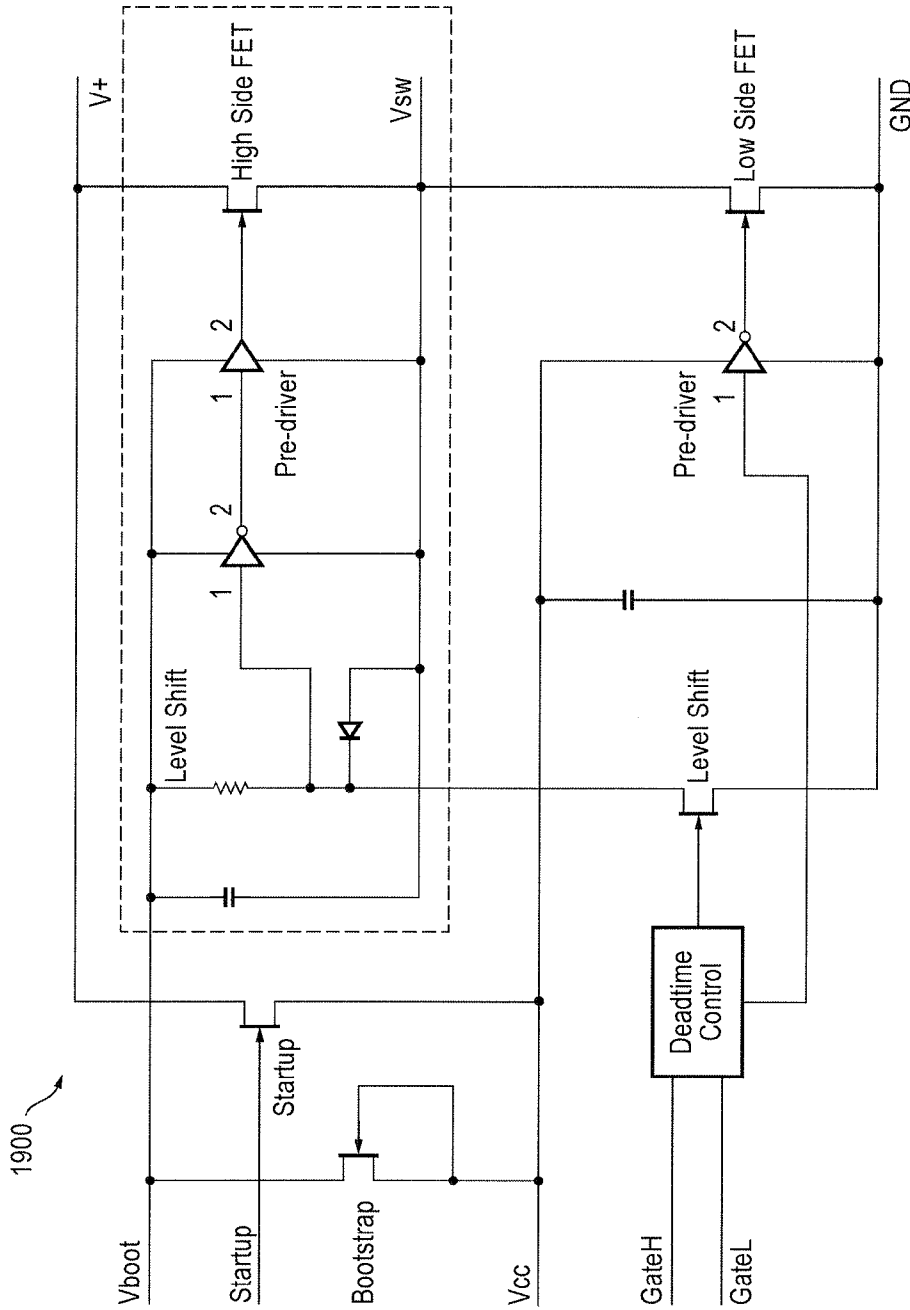 1900
V+
High Side FET
Vsw
Low Side FET
GND
2
1
Pre-driver
2
1
Level Shift
2
1
Pre-driver
Level Shift
Deadtime
Control
Startup
Vboot
Startup
Bootstrap
Vcc
GateH
GateL